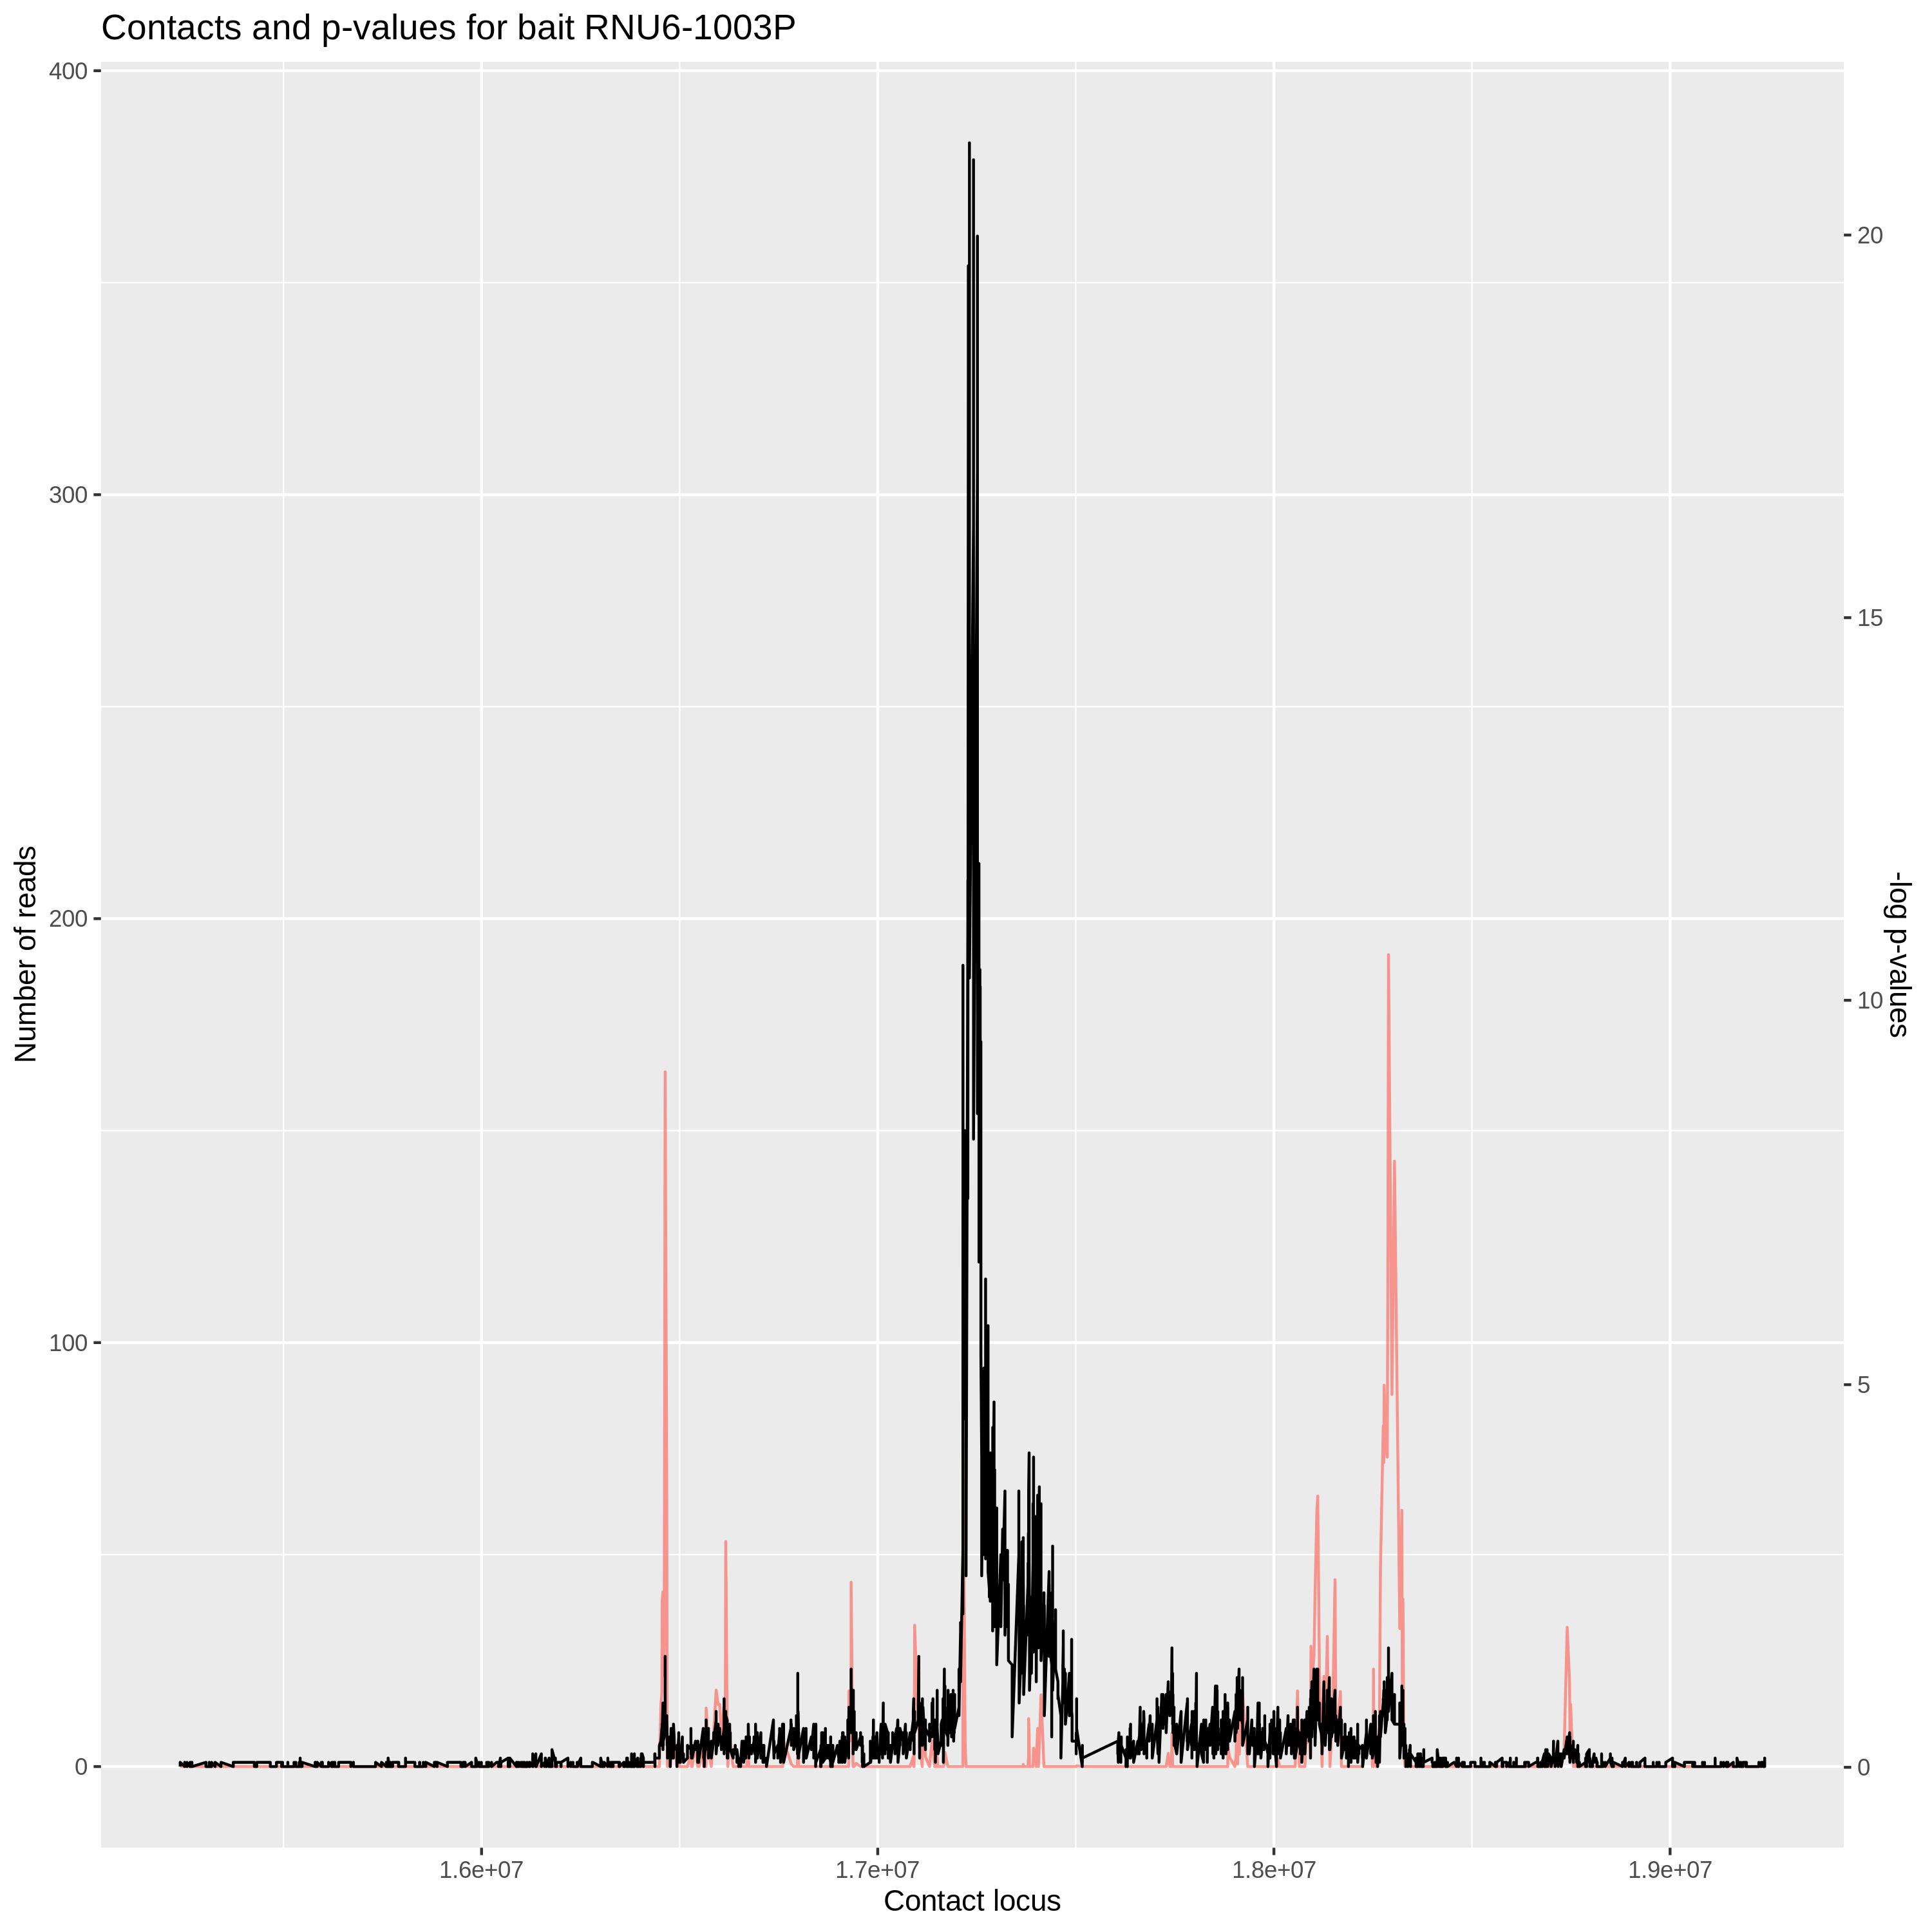 Contacts and p-values for bait RNU6-1003P
400
300
200
100
0
Number of reads
20
15
10
5
0
-log p-values
1.6e+07
1.7e+07
1.8e+07
1.9e+07
Contact locus